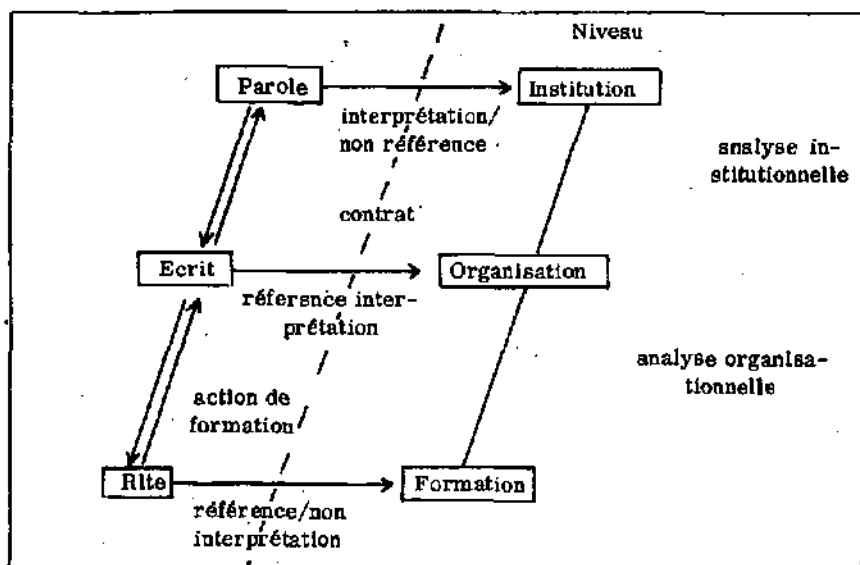 Niveau
Parole
Institution
interprétation/
non référence
analyse in-
stitutionnelle
contrat
Ecrit
Organisation
réfersnce inter-
prétation
analyse organisa-
tionnelle
action de
formation
Rite
Formation
référence/non
interprétation